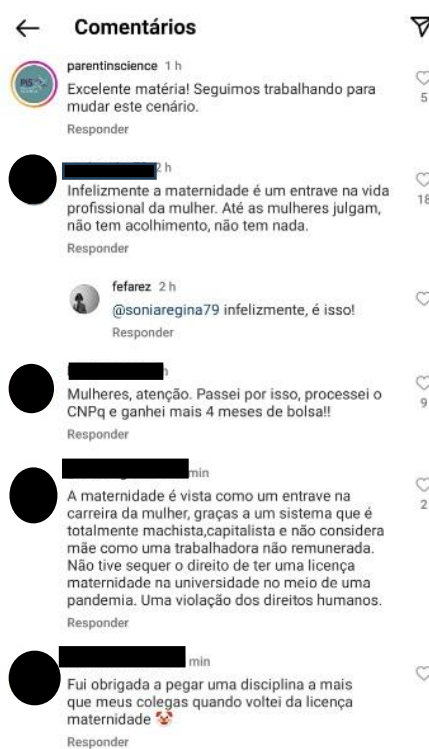 Comentários
parentinscience 1 h
PiS
Excelente matéria! Seguimos trabalhando para
mudar este cenário.
5
Responder
2 h
Infelizmente a maternidade é um entrave na vida
profissional da mulher. Até as mulheres julgam,
não tem acolhimento, não tem nada.
18
Responder
fefarez 2 h
@soniaregina79 infelizmente, é isso!
Responder
h
Mulheres, atenção. Passei por isso, processei o
CNPq e ganhei mais 4 meses de bolsa!!
9
Responder
min
A maternidade é vista como um entrave na
carreira da mulher, graças a um sistema que é
totalmente machista,capitalista e não considera
mãe como uma trabalhadora não remunerada.
Não tive sequer o direito de ter uma licença
maternidade na universidade no meio de uma
pandemia. Uma violação dos direitos humanos.
2
Responder
min
Fui obrigada a pegar uma disciplina a mais
que meus colegas quando voltei da licença
maternidade 🤡
Responder